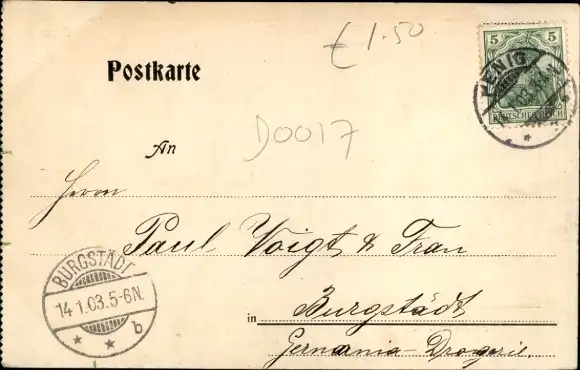 £1.50
5 5
DEUTSCHES REICH
PENIG
Postkarte
D0017
An
Herrn
Paul Voigt & Frau
BURGSTÄDT
14.1.03.5-6N.
b
in Burgstädt
Germania-Drogerie.